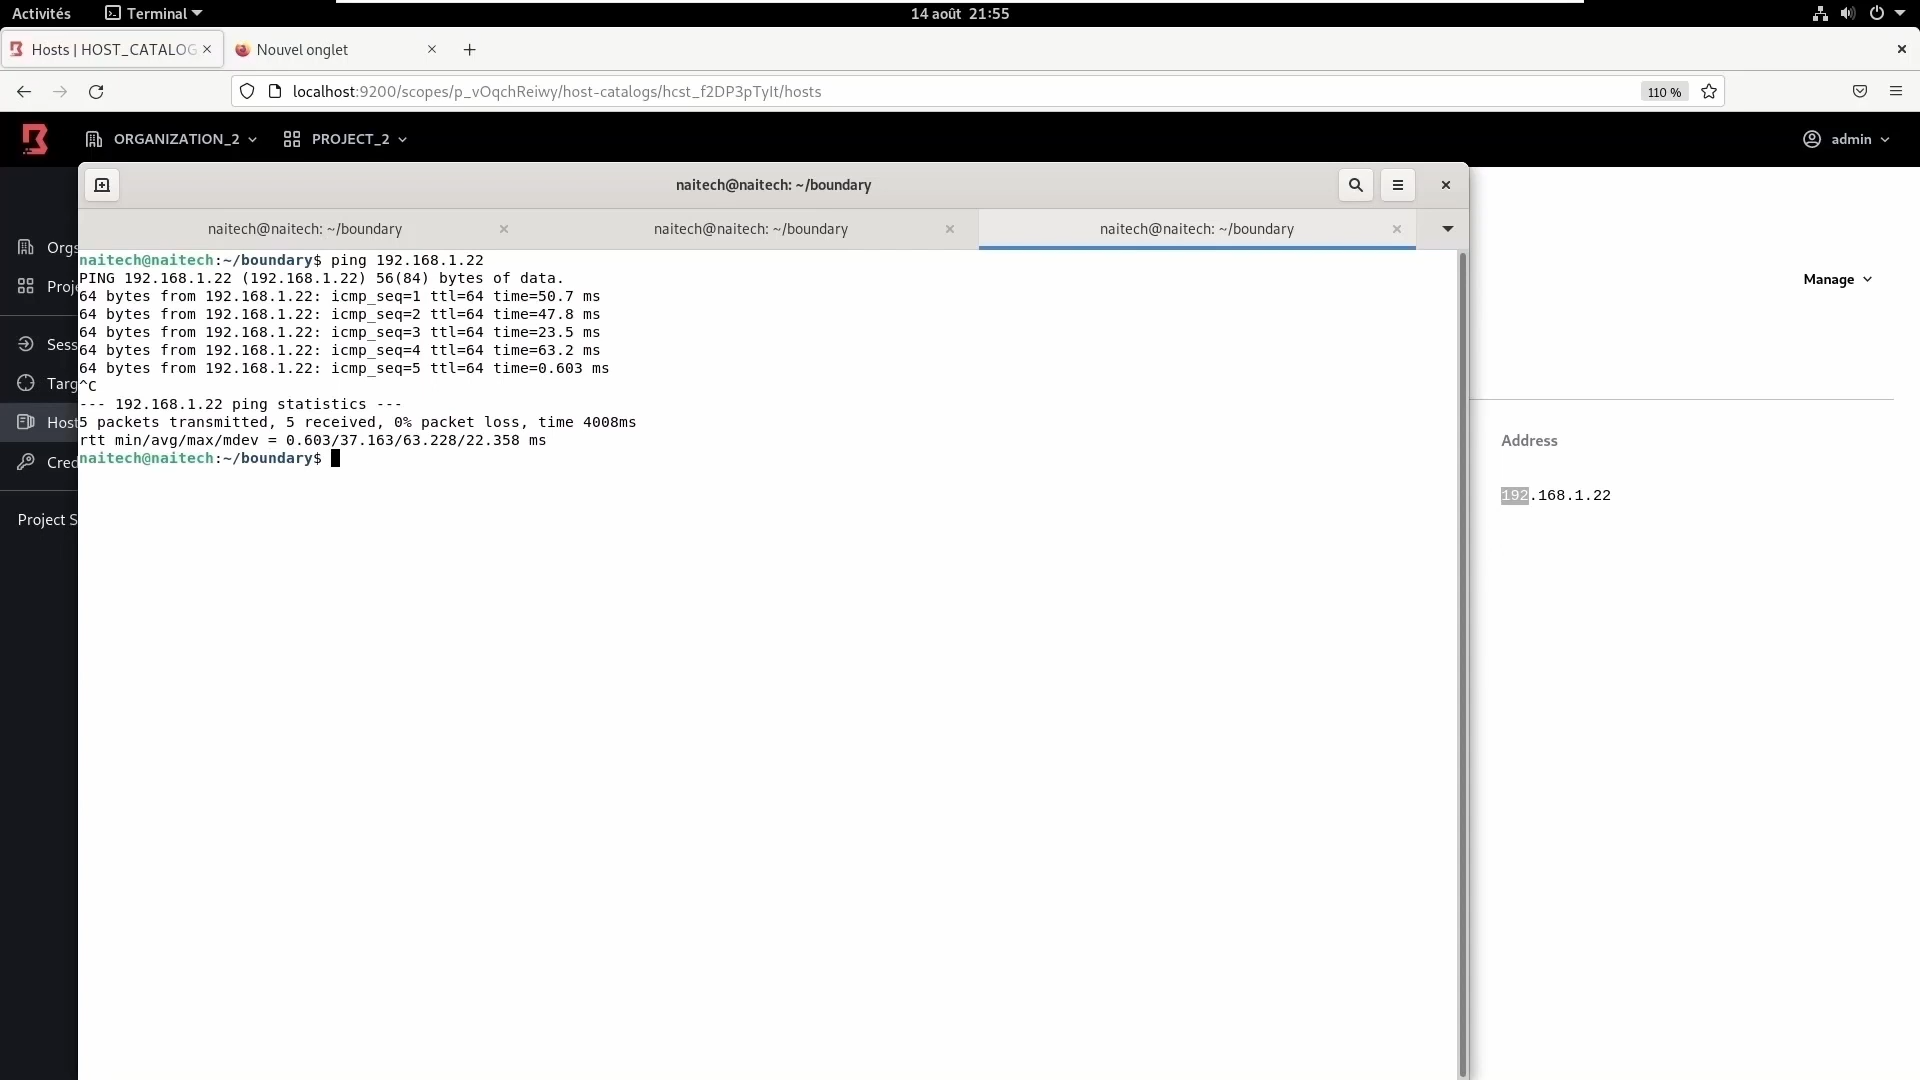 Activités
Terminal
14 août 21:55
Hosts | HOST_CATALOG
Nouvel onglet
localhost:9200/scopes/p_vOqchReiwy/host-catalogs/hcst_f2DP3pTyIt/hosts
110 %
ORGANIZATION_2
PROJECT_2
admin
naitech@naitech: ~/boundary
naitech@naitech: ~/boundary
naitech@naitech: ~/boundary
naitech@naitech: ~/boundary
Orgs
Proje
Sess
Targ
Host
Cred
Project S
naitech@naitech:~/boundary$ ping 192.168.1.22
PING 192.168.1.22 (192.168.1.22) 56(84) bytes of data.
64 bytes from 192.168.1.22: icmp_seq=1 ttl=64 time=50.7 ms
64 bytes from 192.168.1.22: icmp_seq=2 ttl=64 time=47.8 ms
64 bytes from 192.168.1.22: icmp_seq=3 ttl=64 time=23.5 ms
64 bytes from 192.168.1.22: icmp_seq=4 ttl=64 time=63.2 ms
64 bytes from 192.168.1.22: icmp_seq=5 ttl=64 time=0.603 ms
^C
--- 192.168.1.22 ping statistics ---
5 packets transmitted, 5 received, 0% packet loss, time 4008ms
rtt min/avg/max/mdev = 0.603/37.163/63.228/22.358 ms
naitech@naitech:~/boundary$
Manage
Address
192.168.1.22